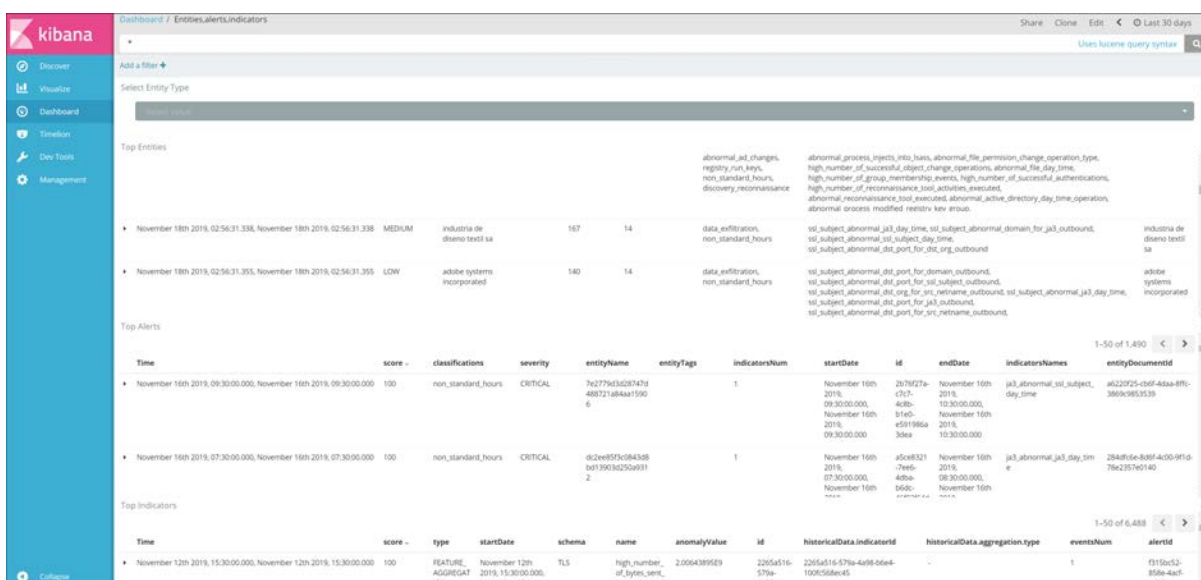 kibana
Discover
Visualize
Dashboard
Timelion
Dev Tools
Management
Collapse
Dashboard / Entities,alerts,indicators
Share Clone Edit Last 30 days
*
Uses lucene query syntax
Add a filter +
Select Entity Type
Top Entities
abnormal_ad_changes, registry_run_keys, non_standard_hours, discovery_reconnaissance
abnormal_process_injects_into_lsass, abnormal_file_permision_change_operation_type,
high_number_of_successful_object_change_operations, abnormal_file_day_time,
high_number_of_group_membership_events, high_number_of_successful_authentications,
high_number_of_reconnaissance_tool_activities_executed,
abnormal_reconnaissance_tool_executed, abnormal_active_directory_day_time_operation,
abnormal_process_modified_registry_key_group,
November 18th 2019, 02:56:31.338, November 18th 2019, 02:56:31.338 MEDIUM industria de diseno textil sa 167 14 data_exfiltration, non_standard_hours
ssl_subject_abnormal_ja3_day_time, ssl_subject_abnormal_domain_for_ja3_outbound,
ssl_subject_abnormal_ssl_subject_day_time,
ssl_subject_abnormal_dst_port_for_dst_org_outbound
industria de diseno textil sa
November 18th 2019, 02:56:31.355, November 18th 2019, 02:56:31.355 LOW adobe systems incorporated 140 14 data_exfiltration, non_standard_hours
ssl_subject_abnormal_dst_port_for_domain_outbound,
ssl_subject_abnormal_dst_port_for_ssl_subject_outbound,
ssl_subject_abnormal_dst_org_for_src_netname_outbound, ssl_subject_abnormal_ja3_day_time,
ssl_subject_abnormal_dst_port_for_ja3_outbound,
ssl_subject_abnormal_dst_port_for_src_netname_outbound,
adobe systems incorporated
Top Alerts
1–50 of 1,490
Time score classifications severity entityName entityTags indicatorsNum startDate id endDate indicatorsNames entityDocumentId
November 16th 2019, 09:30:00.000, November 16th 2019, 09:30:00.000 100 non_standard_hours CRITICAL 1
November 16th 2019, 09:30:00.000, November 16th 2019, 09:30:00.000
November 16th 2019, 10:30:00.000, November 16th 2019, 10:30:00.000
ja3_abnormal_ssl_subject_day_time
November 16th 2019, 07:30:00.000, November 16th 2019, 07:30:00.000 100 non_standard_hours CRITICAL 1
November 16th 2019, 07:30:00.000, November 16th
November 16th 2019, 08:30:00.000, November 16th
ja3_abnormal_ja3_day_time
Top Indicators
1–50 of 6,488
Time score type startDate schema name anomalyValue id historicalData.indicatorId historicalData.aggregation.type eventsNum alertId
November 12th 2019, 15:30:00.000, November 12th 2019, 15:30:00.000 100 FEATURE_AGGREGAT November 12th 2019, 15:30:00.000, TLS high_number_of_bytes_sent_ 2.00643895E9 - 1